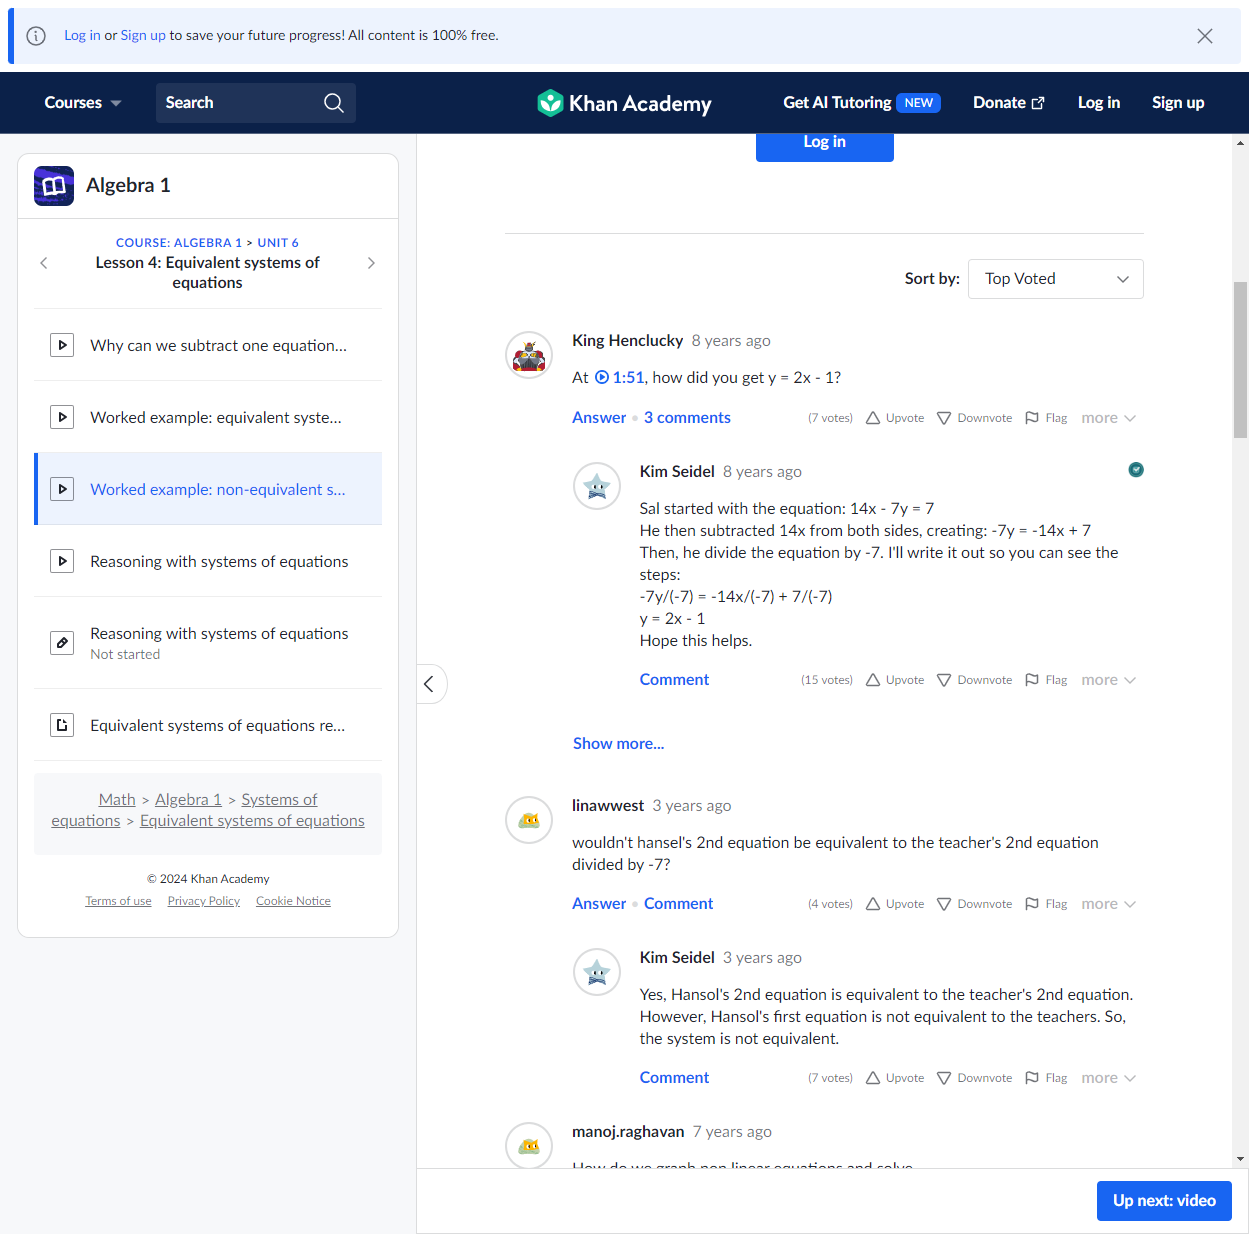 Log in or Sign up to save your future progress! All content is 100% free.
Courses
Search
Khan Academy
Get AI Tutoring NEW
Donate
Log in
Sign up
Algebra 1
COURSE: ALGEBRA 1 > UNIT 6
Lesson 4: Equivalent systems of
equations
Why can we subtract one equation...
Worked example: equivalent syste...
Worked example: non-equivalent s...
Reasoning with systems of equations
Reasoning with systems of equations
Not started
Equivalent systems of equations re...
Math > Algebra 1 > Systems of
equations > Equivalent systems of equations
© 2024 Khan Academy
Terms of use Privacy Policy Cookie Notice
Log in
Sort by: Top Voted
King Henclucky 8 years ago
At 1:51, how did you get y = 2x - 1?
Answer • 3 comments (7 votes) Upvote Downvote Flag more
Kim Seidel 8 years ago
Sal started with the equation: 14x - 7y = 7
He then subtracted 14x from both sides, creating: -7y = -14x + 7
Then, he divide the equation by -7. I'll write it out so you can see the
steps:
-7y/(-7) = -14x/(-7) + 7/(-7)
y = 2x - 1
Hope this helps.
Comment (15 votes) Upvote Downvote Flag more
Show more...
linawwest 3 years ago
wouldn't hansel's 2nd equation be equivalent to the teacher's 2nd equation
divided by -7?
Answer • Comment (4 votes) Upvote Downvote Flag more
Kim Seidel 3 years ago
Yes, Hansol's 2nd equation is equivalent to the teacher's 2nd equation.
However, Hansol's first equation is not equivalent to the teachers. So,
the system is not equivalent.
Comment (7 votes) Upvote Downvote Flag more
manoj.raghavan 7 years ago
How do we graph non linear equations and solve
Up next: video